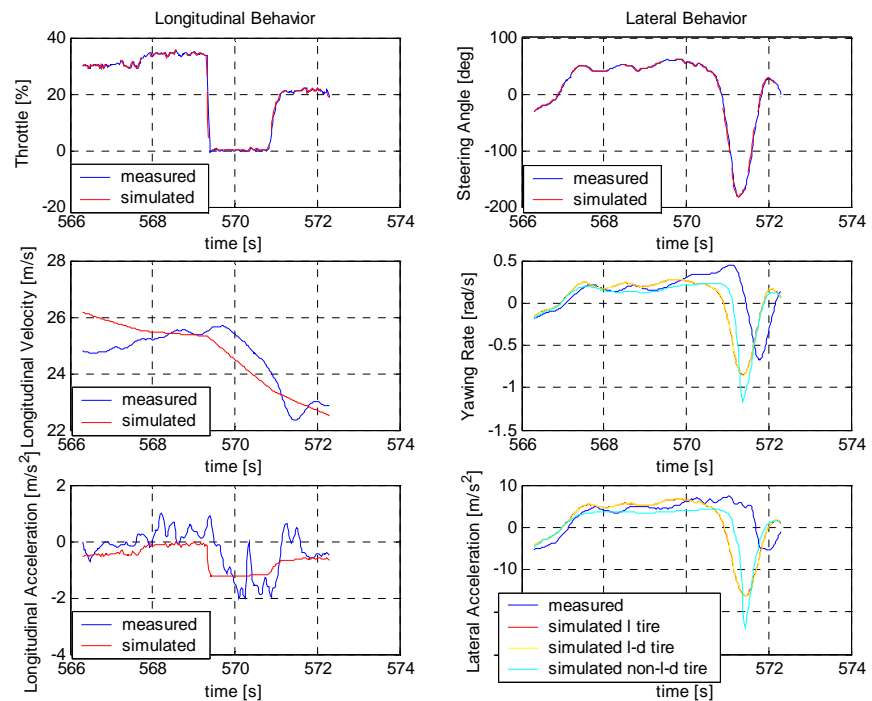 Longitudinal Behavior
Throttle [%]
40
20
0
-20
measured
simulated
566 568 570 572 574
time [s]
Lateral Behavior
Steering Angle [deg]
100
0
-100
-200
measured
simulated
566 568 570 572 574
time [s]
Longitudinal Velocity [m/s]
28
26
24
22
measured
simulated
566 568 570 572 574
time [s]
Yawing Rate [rad/s]
0.5
0
-0.5
-1
-1.5
566 568 570 572 574
time [s]
Longitudinal Acceleration [m/s²]
2
0
-2
-4
measured
simulated
566 568 570 572 574
time [s]
Lateral Acceleration [m/s²]
10
0
-10
measured
simulated l tire
simulated l-d tire
simulated non-l-d tire
572 574
time [s]